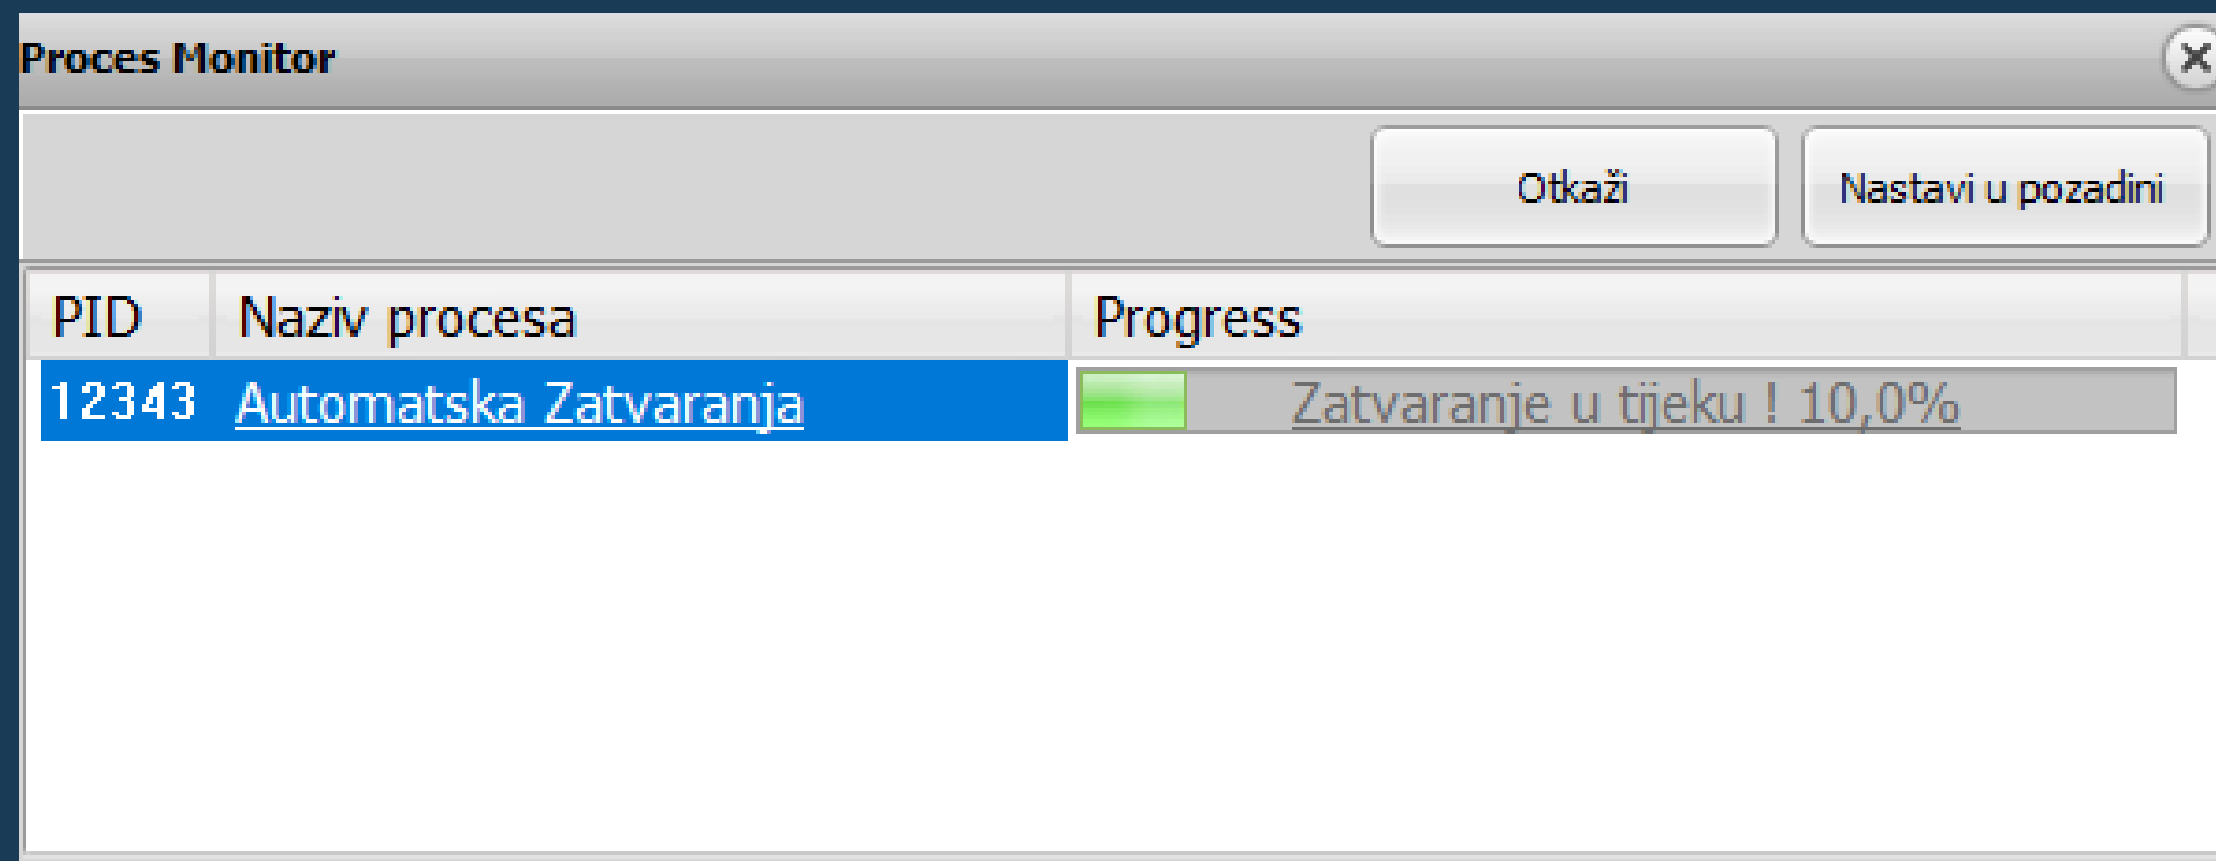 Proces Monitor
Otkaži Nastavi u pozadini
PID Naziv procesa Progress
12343 Automatska Zatvaranja Zatvaranje u tijeku ! 10,0%